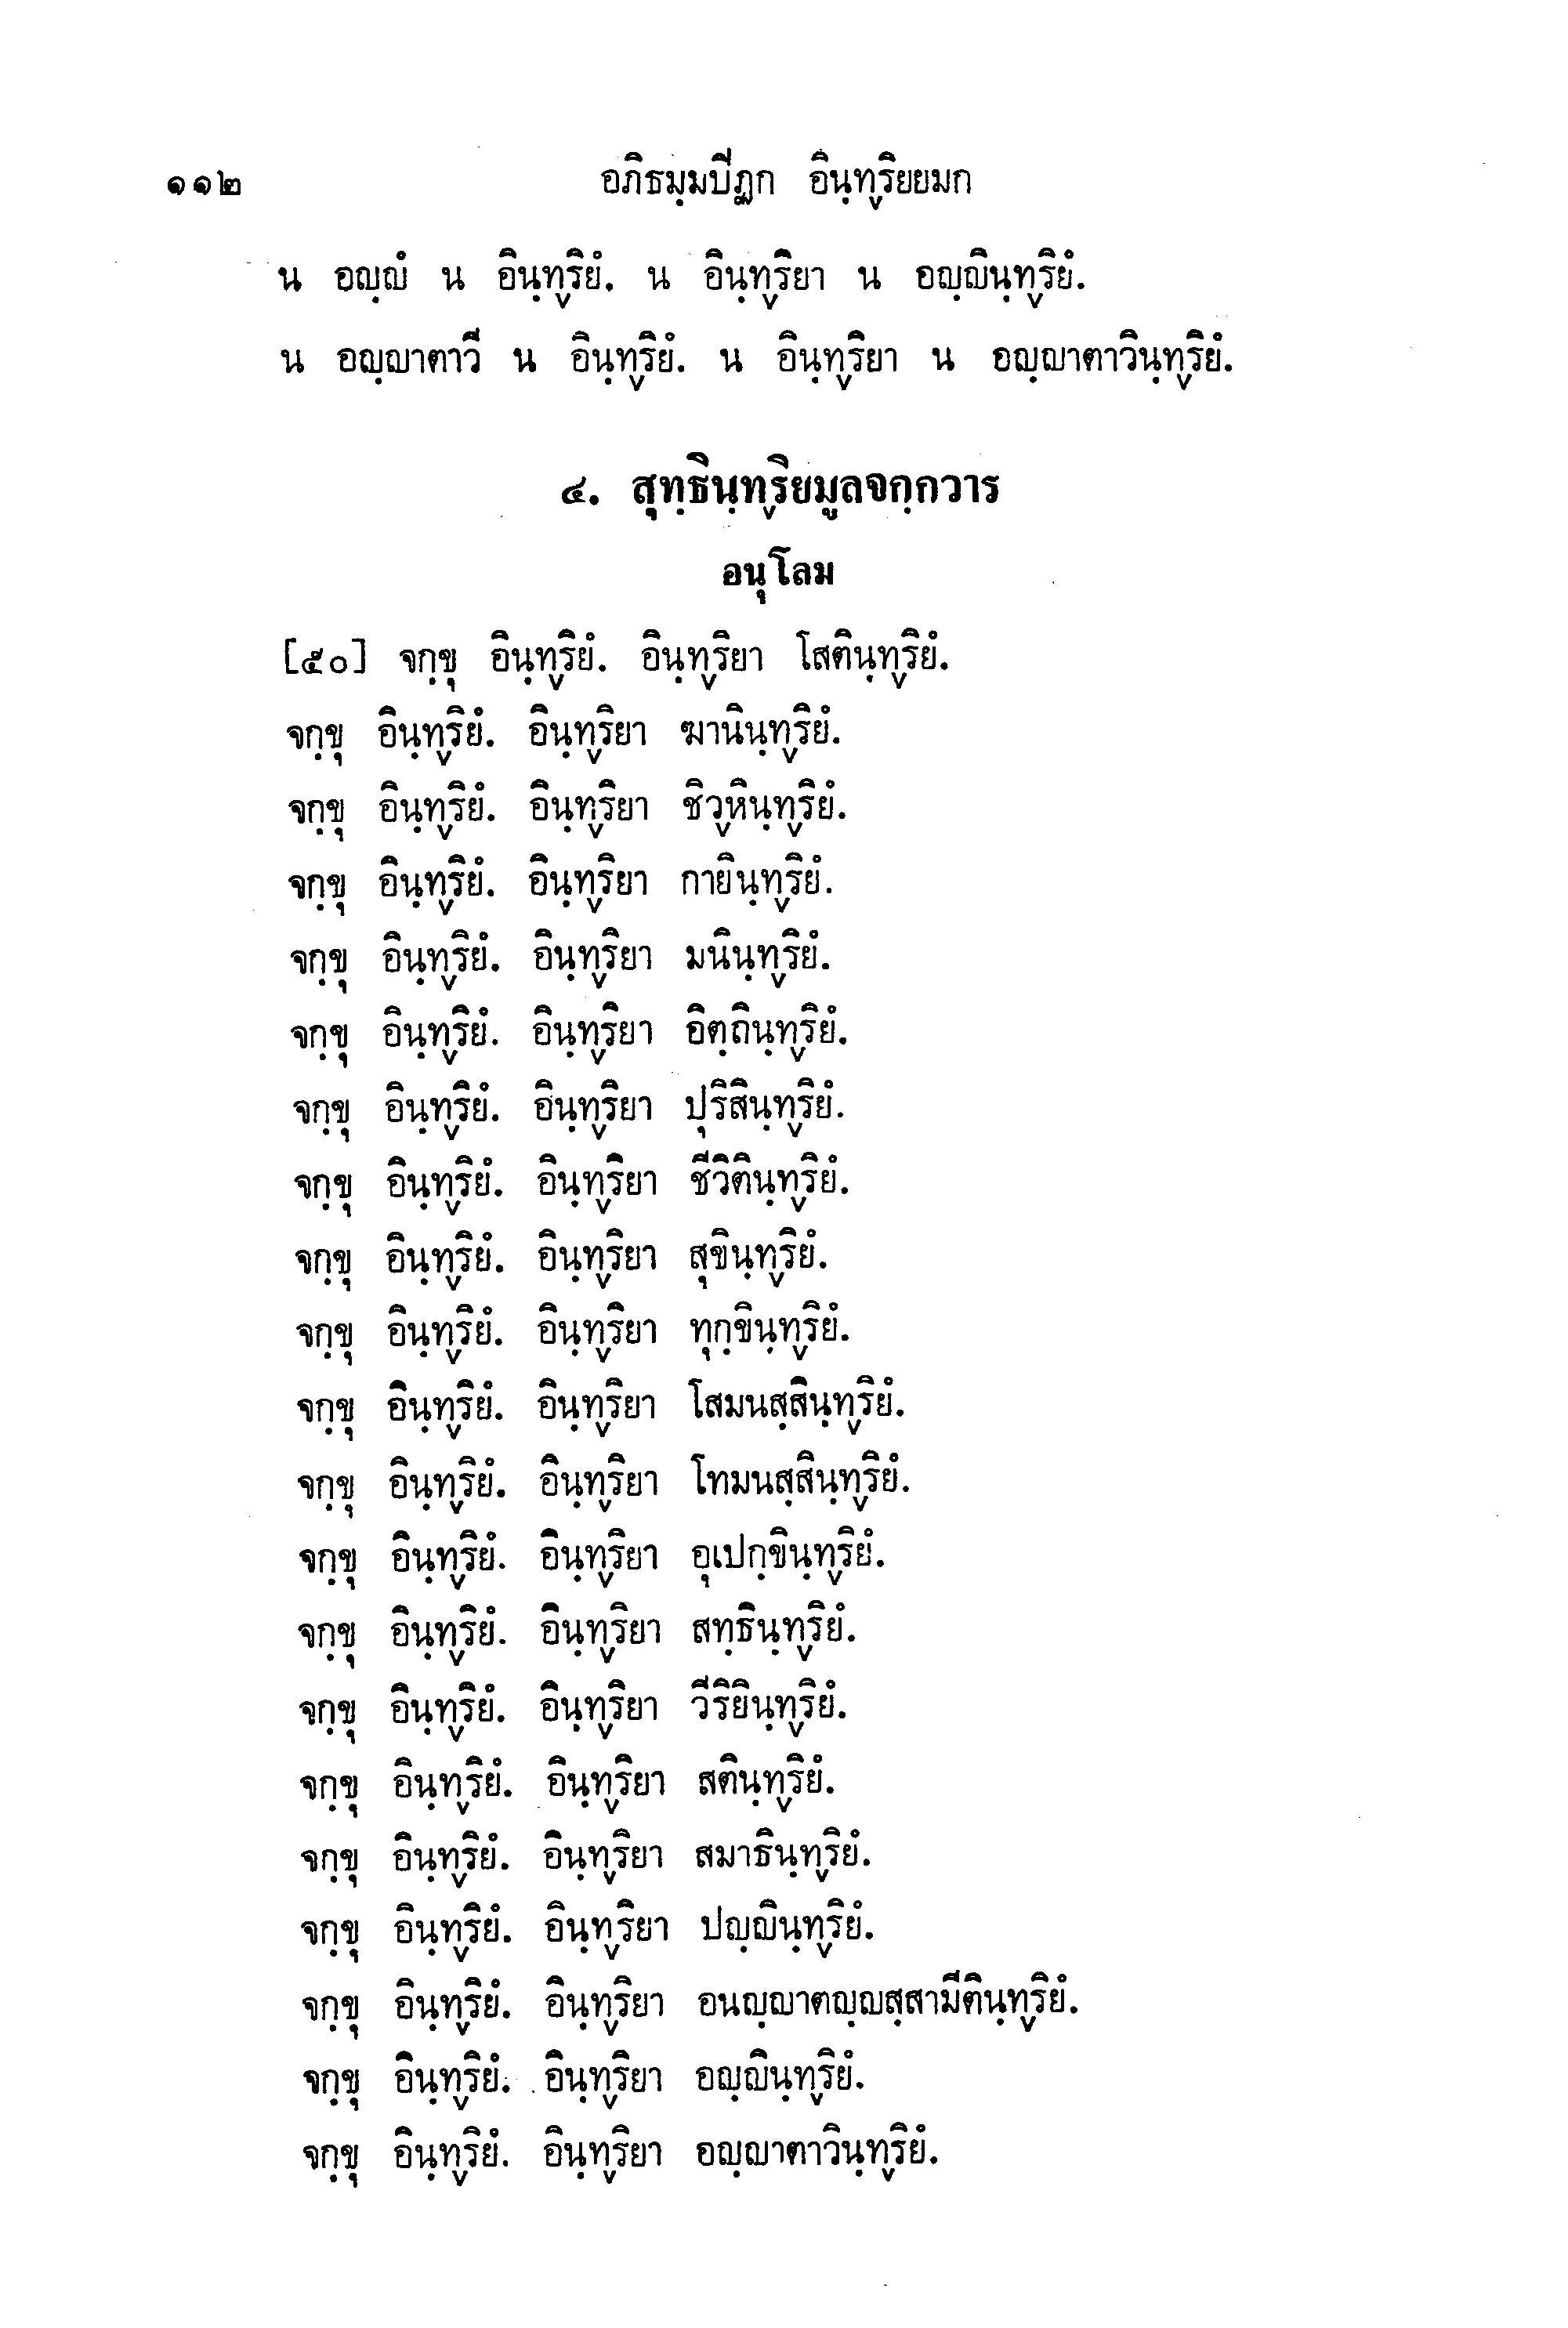 ๑๑๒ อภิธมฺมปีฏก อินฺทฺริยยมก
น อญฺญํ น อินฺทฺริยํ. น อินฺทฺริยา น อญฺญินฺทฺริยํ.
น อญฺญาตาวี น อินฺทฺริยํ. น อินฺทฺริยา น อญฺญาตาวินฺทฺริยํ.
๔. สุทฺธินฺทฺริยมูลจกฺกวาร
อนุโลม
[๕๐] จกฺขุ อินฺทฺริยํ. อินฺทฺริยา โสตินฺทฺริยํ.
จกฺขุ อินฺทฺริยํ. อินฺทฺริยา ฆานินฺทฺริยํ.
จกฺขุ อินฺทฺริยํ. อินฺทฺริยา ชิวฺหินฺทฺริยํ.
จกฺขุ อินฺทฺริยํ. อินฺทฺริยา กายินฺทฺริยํ.
จกฺขุ อินฺทฺริยํ. อินฺทฺริยา มนินฺทฺริยํ.
จกฺขุ อินฺทฺริยํ. อินฺทฺริยา อิตฺถินฺทฺริยํ.
จกฺขุ อินฺทฺริยํ. อินฺทฺริยา ปุริสินฺทฺริยํ.
จกฺขุ อินฺทฺริยํ. อินฺทฺริยา ชีวิตินฺทฺริยํ.
จกฺขุ อินฺทฺริยํ. อินฺทฺริยา สุขินฺทฺริยํ.
จกฺขุ อินฺทฺริยํ. อินฺทฺริยา ทุกฺขินฺทฺริยํ.
จกฺขุ อินฺทฺริยํ. อินฺทฺริยา โสมนสฺสินฺทฺริยํ.
จกฺขุ อินฺทฺริยํ. อินฺทฺริยา โทมนสฺสินฺทฺริยํ.
จกฺขุ อินฺทฺริยํ. อินฺทฺริยา อุเปกฺขินฺทฺริยํ.
จกฺขุ อินฺทฺริยํ. อินฺทฺริยา สทฺธินฺทฺริยํ.
จกฺขุ อินฺทฺริยํ. อินฺทฺริยา วีริยินฺทฺริยํ.
จกฺขุ อินฺทฺริยํ. อินฺทฺริยา สตินฺทฺริยํ.
จกฺขุ อินฺทฺริยํ. อินฺทฺริยา สมาธินฺทฺริยํ.
จกฺขุ อินฺทฺริยํ. อินฺทฺริยา ปญฺญินฺทฺริยํ.
จกฺขุ อินฺทฺริยํ. อินฺทฺริยา อนญฺญาตญฺญสฺสามีตินฺทฺริยํ.
จกฺขุ อินฺทฺริยํ. อินฺทฺริยา อญฺญินฺทฺริยํ.
จกฺขุ อินฺทฺริยํ. อินฺทฺริยา อญฺญาตาวินฺทฺริยํ.